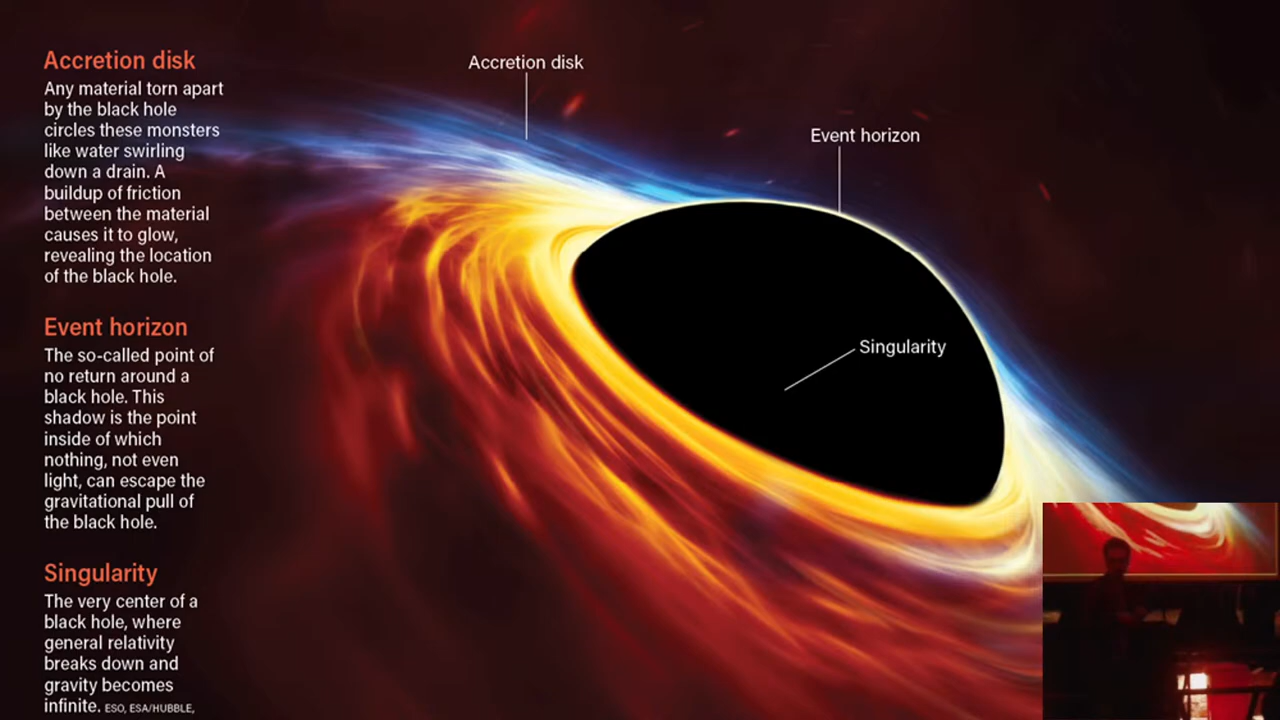 Accretion disk
Any material torn apart
by the black hole
circles these monsters
like water swirling
down a drain. A
buildup of friction
between the material
causes it to glow,
revealing the location
of the black hole.
Event horizon
The so-called point of
no return around a
black hole. This
shadow is the point
inside of which
nothing, not even
light, can escape the
gravitational pull of
the black hole.
Singularity
The very center of a
black hole, where
general relativity
breaks down and
gravity becomes
infinite. ESO, ESA/HUBBLE,
Accretion disk
Event horizon
Singularity